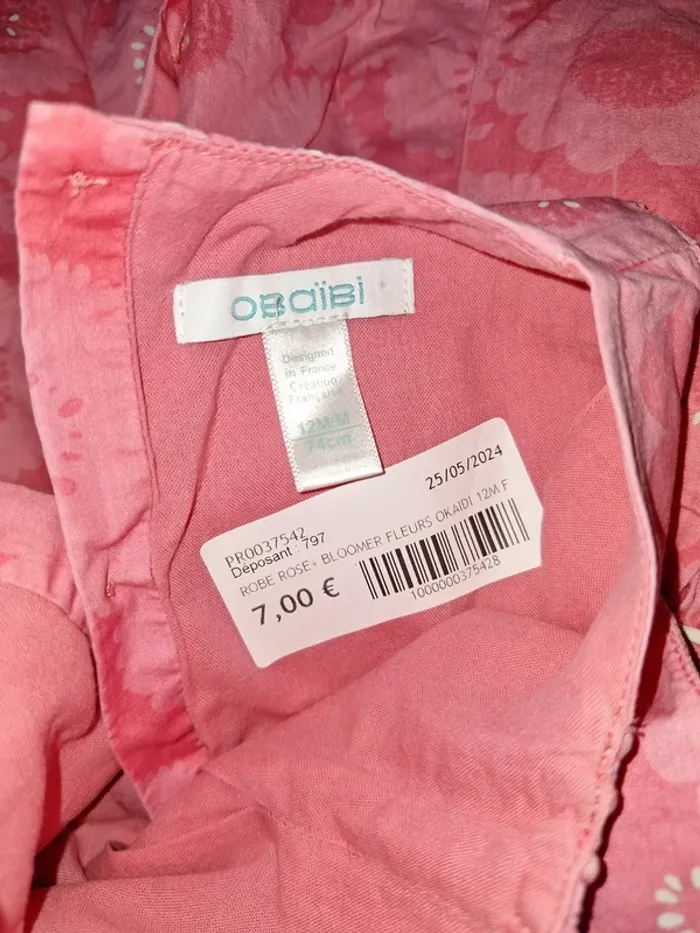 obaïbi
Designed
in France
Création
Française
12M/M
74cm
25/05/2024
PR0037542
Déposant : 797
ROBE ROSE+ BLOOMER FLEURS OKAIDI 12M F
7,00 €
1000000375428